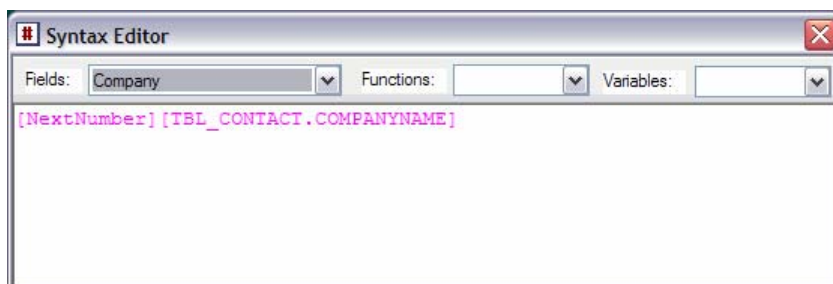 # Syntax Editor
Fields: Company Functions: Variables:
[NextNumber][TBL_CONTACT.COMPANYNAME]